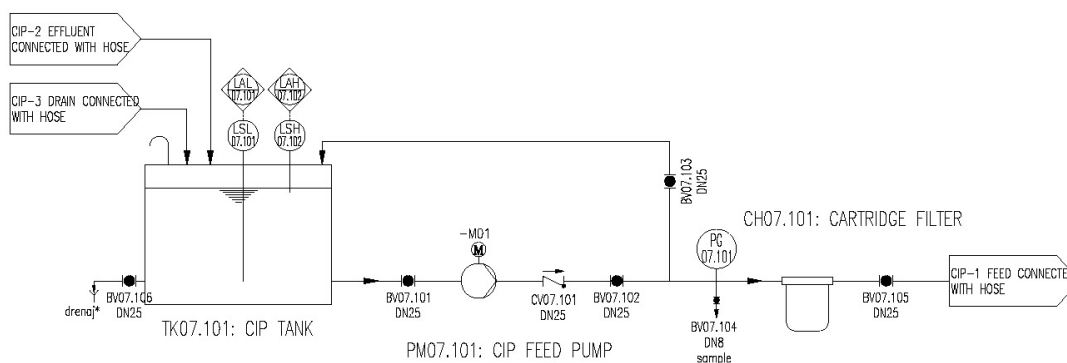 CIP-2 EFFLUENT
CONNECTED WITH HOSE
CIP-3 DRAIN CONNECTED
WITH HOSE
LAL
07.101
LAH
07.102
LSL
07.101
LSH
07.102
BV07.103
DN25
CH07.101: CARTRIDGE FILTER
-M01
M
PG
07.101
CIP-1 FEED CONNECTE
WITH HOSE
BV07.106
DN25
drenaj*
BV07.101
DN25
CV07.101
DN25
BV07.102
DN25
BV07.105
DN25
BV07.104
DN8
sample
TK07.101: CIP TANK
PM07.101: CIP FEED PUMP